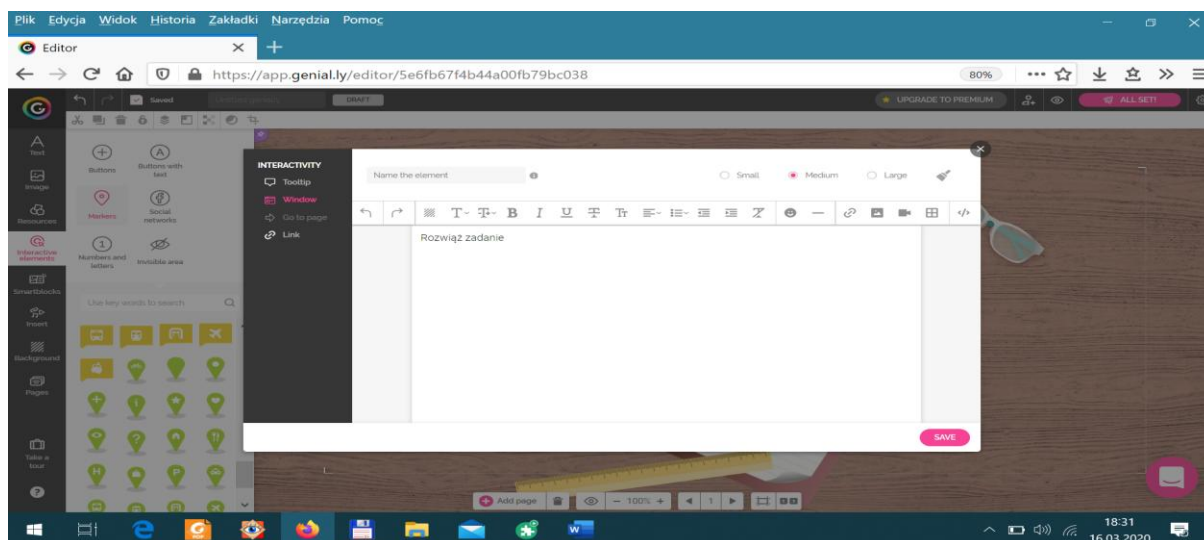 Plik Edycja Widok Historia Zakładki Narzędzia Pomoc
Editor
https://app.genial.ly/editor/5e6fb67f4b44a00fb79bc038
80%
Saved
DRAFT
UPGRADE TO PREMIUM
ALL SET!
Text
Image
Resources
Interactive elements
Smartblocks
Insert
Background
Pages
Take a tour
Buttons
Buttons with text
Markers
Social networks
Numbers and letters
Invisible area
Use key words to search
INTERACTIVITY
Tooltip
Window
Go to page
Link
Name the element
Small
Medium
Large
Rozwiąż zadanie
SAVE
Add page
100%
1
18:31
16.03.2020